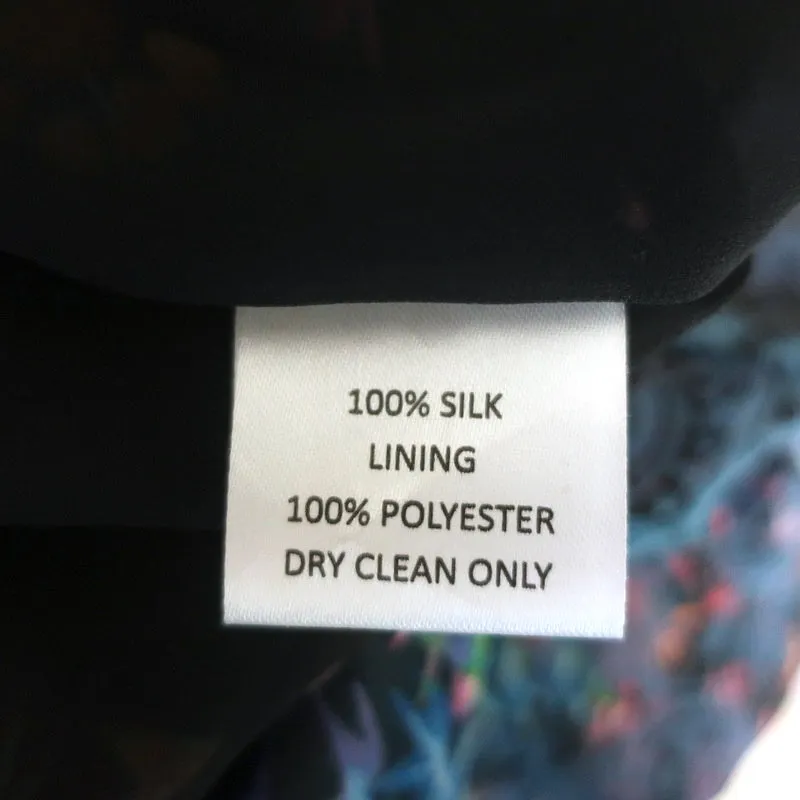 100% SILK
LINING
100% POLYESTER
DRY CLEAN ONLY